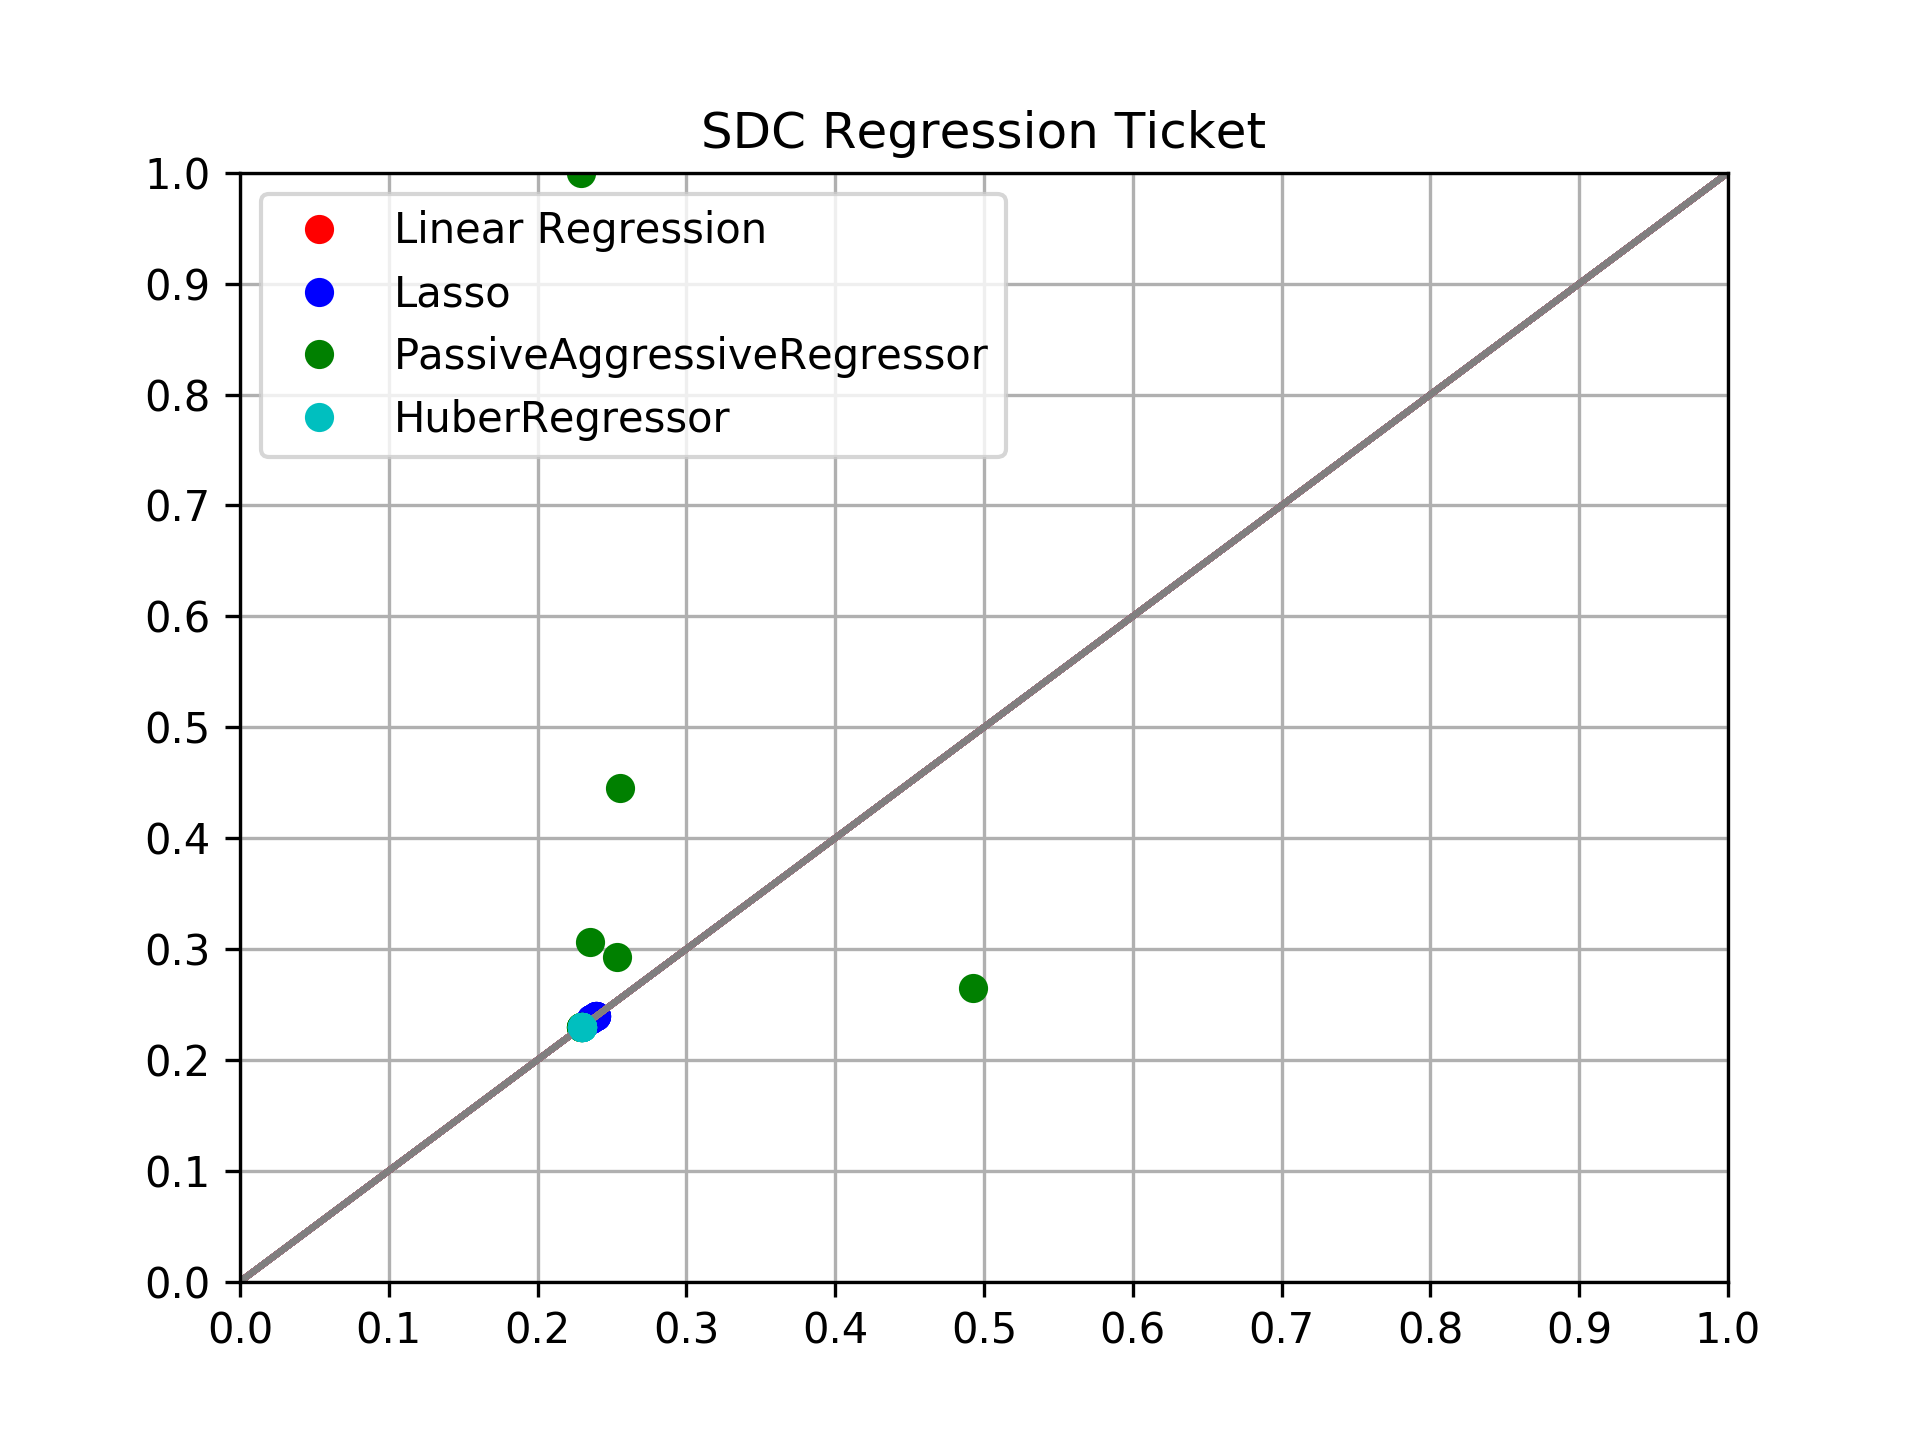 SDC Regression Ticket
1.0
0.9
0.8
0.7
0.6
0.5
0.4
0.3
0.2
0.1
0.0
Linear Regression
Lasso
PassiveAggressiveRegressor
HuberRegressor
0.0 0.1 0.2 0.3 0.4 0.5 0.6 0.7 0.8 0.9 1.0